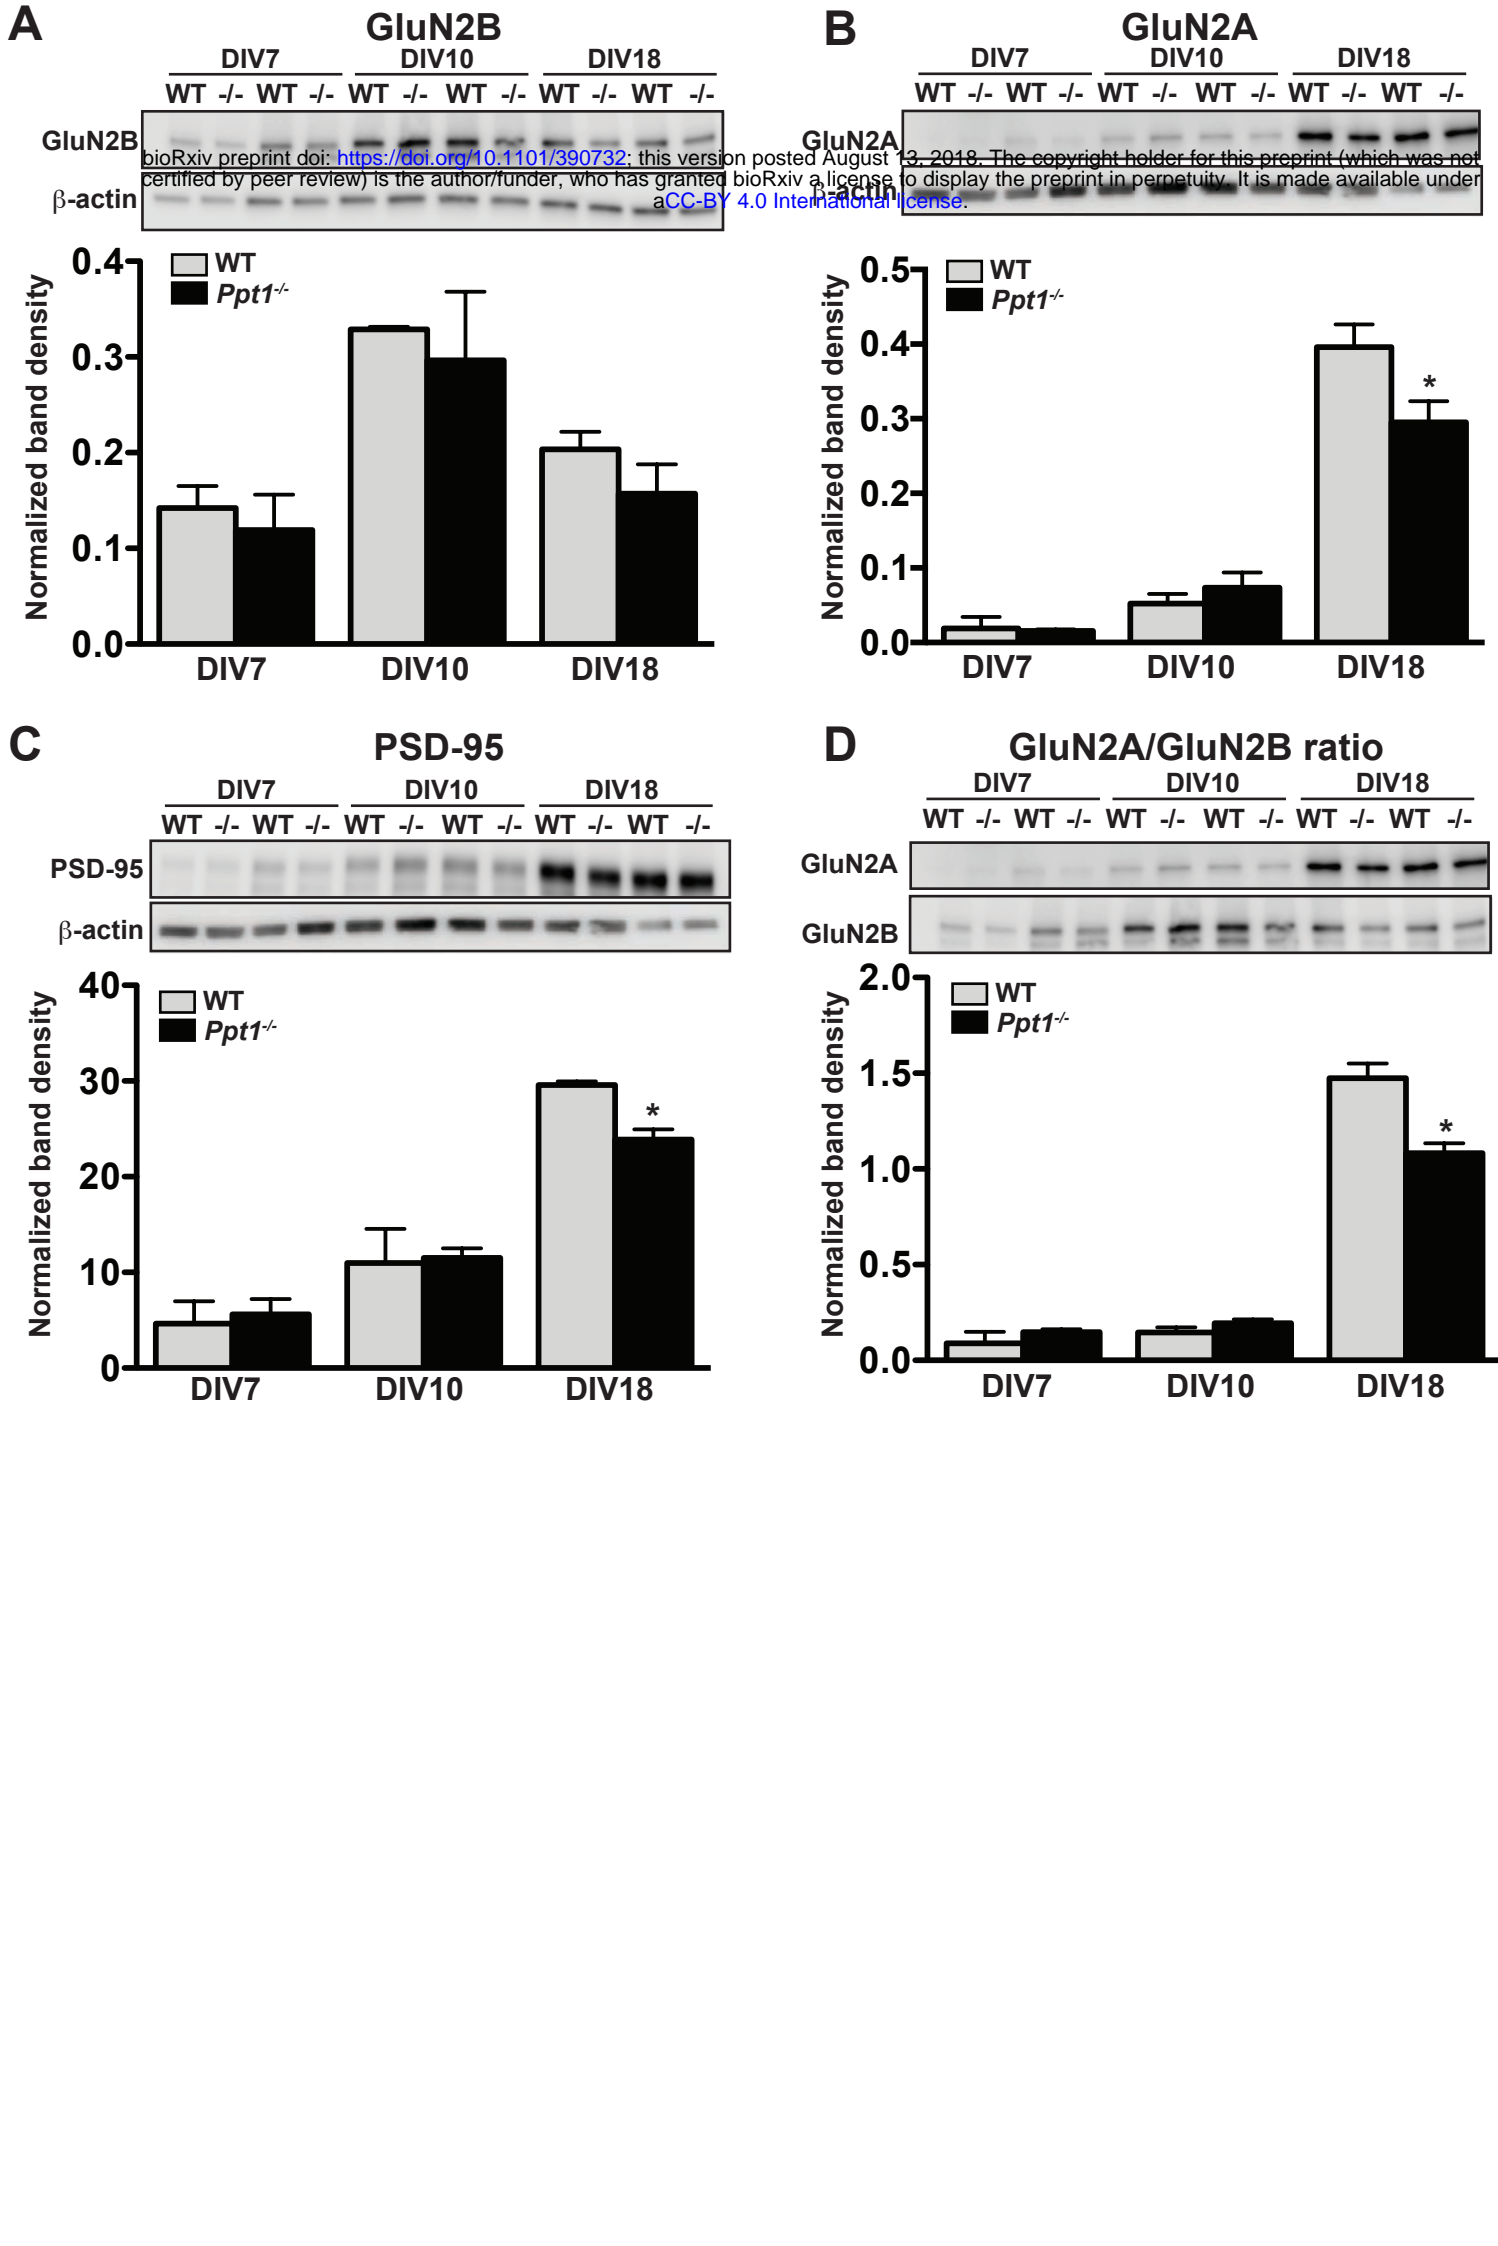 A
GluN2B
DIV7 DIV10 DIV18
WT -/- WT -/- WT -/- WT -/- WT -/- WT -/-
GluN2B
β-actin
0.4
0.3
0.2
0.1
0.0
Normalized band density
WT
Ppt1-/-
DIV7 DIV10 DIV18
B
GluN2A
DIV7 DIV10 DIV18
WT -/- WT -/- WT -/- WT -/- WT -/- WT -/-
GluN2A
β-actin
bioRxiv preprint doi: https://doi.org/10.1101/390732; this version posted August 13, 2018. The copyright holder for this preprint (which was not
certified by peer review) is the author/funder, who has granted bioRxiv a license to display the preprint in perpetuity. It is made available under
aCC-BY 4.0 International license.
0.5
0.4
0.3
0.2
0.1
0.0
Normalized band density
WT
Ppt1-/-
*
DIV7 DIV10 DIV18
C
PSD-95
DIV7 DIV10 DIV18
WT -/- WT -/- WT -/- WT -/- WT -/- WT -/-
PSD-95
β-actin
40
30
20
10
0
Normalized band density
WT
Ppt1-/-
*
DIV7 DIV10 DIV18
D
GluN2A/GluN2B ratio
DIV7 DIV10 DIV18
WT -/- WT -/- WT -/- WT -/- WT -/- WT -/-
GluN2A
GluN2B
2.0
1.5
1.0
0.5
0.0
Normalized band density
WT
Ppt1-/-
*
DIV7 DIV10 DIV18